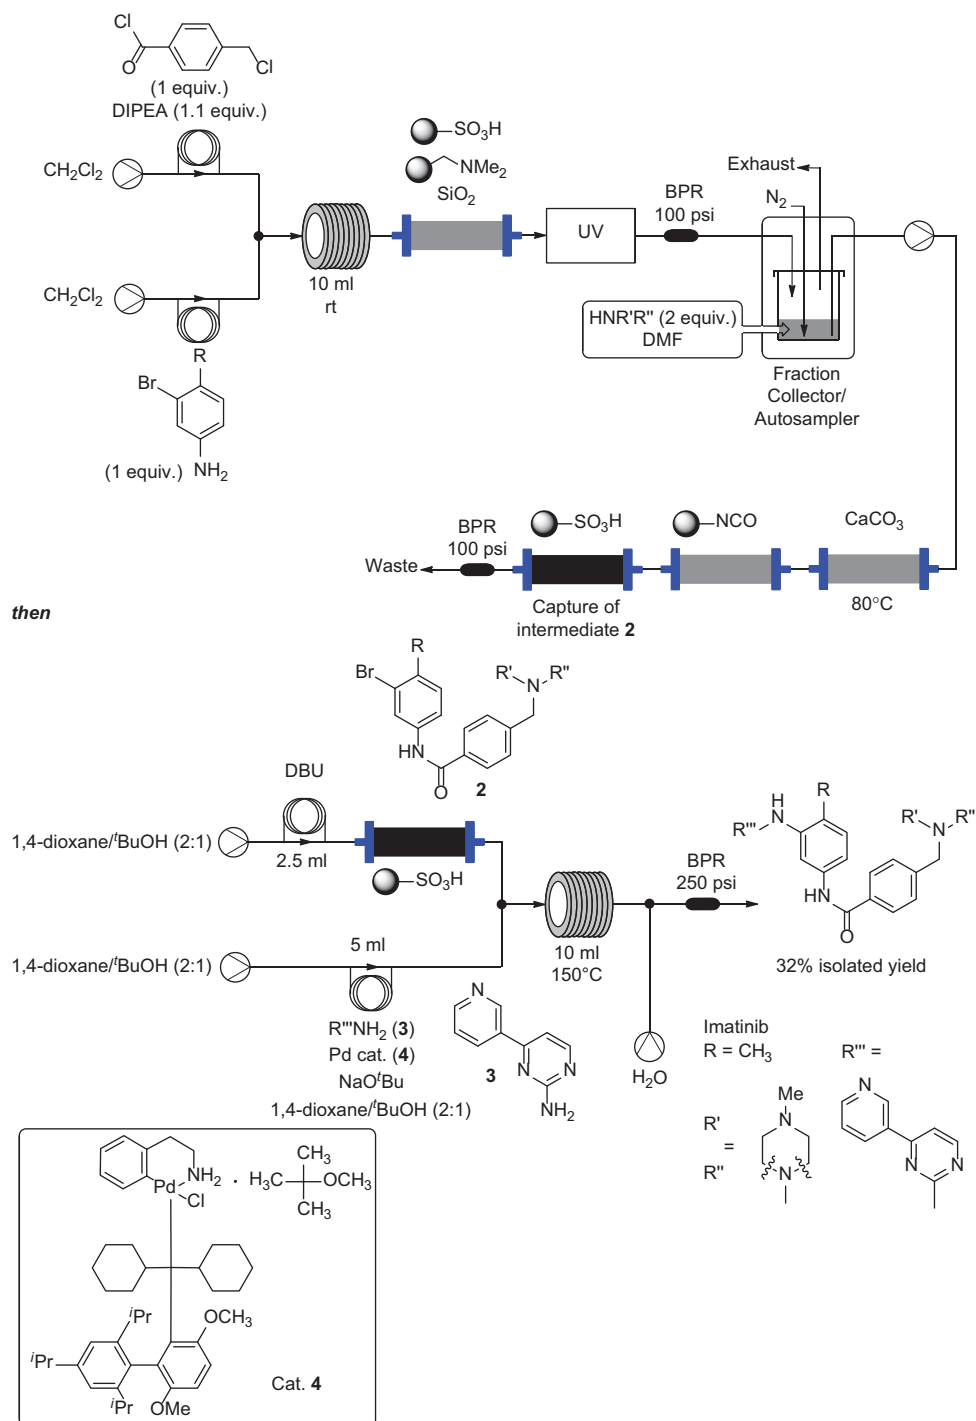 Cl
O
Cl
(1 equiv.)
DIPEA (1.1 equiv.)
CH2Cl2
SO3H
NMe2
SiO2
UV
BPR
100 psi
Exhaust
N2
10 ml
rt
CH2Cl2
HNR'R" (2 equiv.)
DMF
Fraction
Collector/
Autosampler
R
Br
(1 equiv.) NH2
BPR
100 psi
SO3H
NCO
CaCO3
Waste
Capture of
intermediate 2
80°C
then
R
Br
R' R"
N
HN
O
2
DBU
1,4-dioxane/tBuOH (2:1)
2.5 ml
SO3H
BPR
250 psi
H
N
R'''
R
R' R"
N
NH
O
32% isolated yield
5 ml
1,4-dioxane/tBuOH (2:1)
10 ml
150°C
R'''NH2 (3)
Pd cat. (4)
NaOtBu
1,4-dioxane/tBuOH (2:1)
N
3
N N
NH2
H2O
Imatinib
R = CH3
R''' =
R'
=
R"
Me
N
N
N
N
N
NH2
Pd
Cl
·
CH3
H3C OCH3
CH3
iPr
OCH3
iPr
iPr OMe
Cat. 4